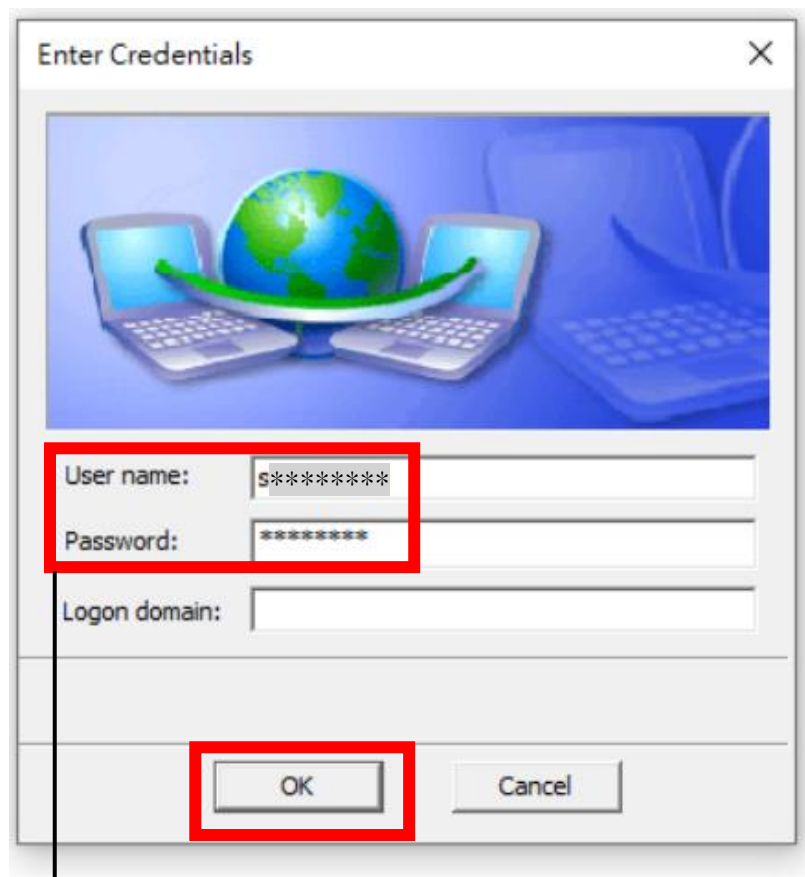 Enter Credentials
User name: s********
Password: ********
Logon domain:
OK Cancel